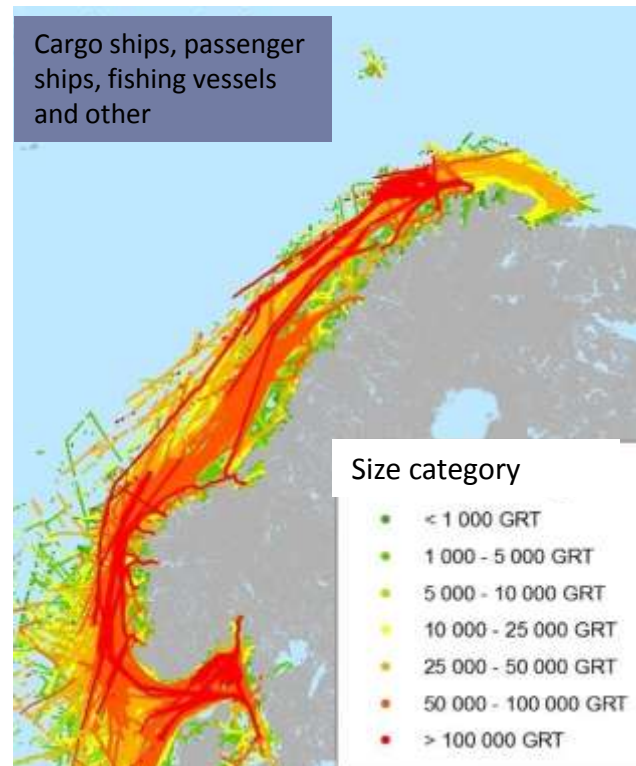 Cargo ships, passenger
ships, fishing vessels
and other
Size category
< 1 000 GRT
1 000 - 5 000 GRT
5 000 - 10 000 GRT
10 000 - 25 000 GRT
25 000 - 50 000 GRT
50 000 - 100 000 GRT
> 100 000 GRT